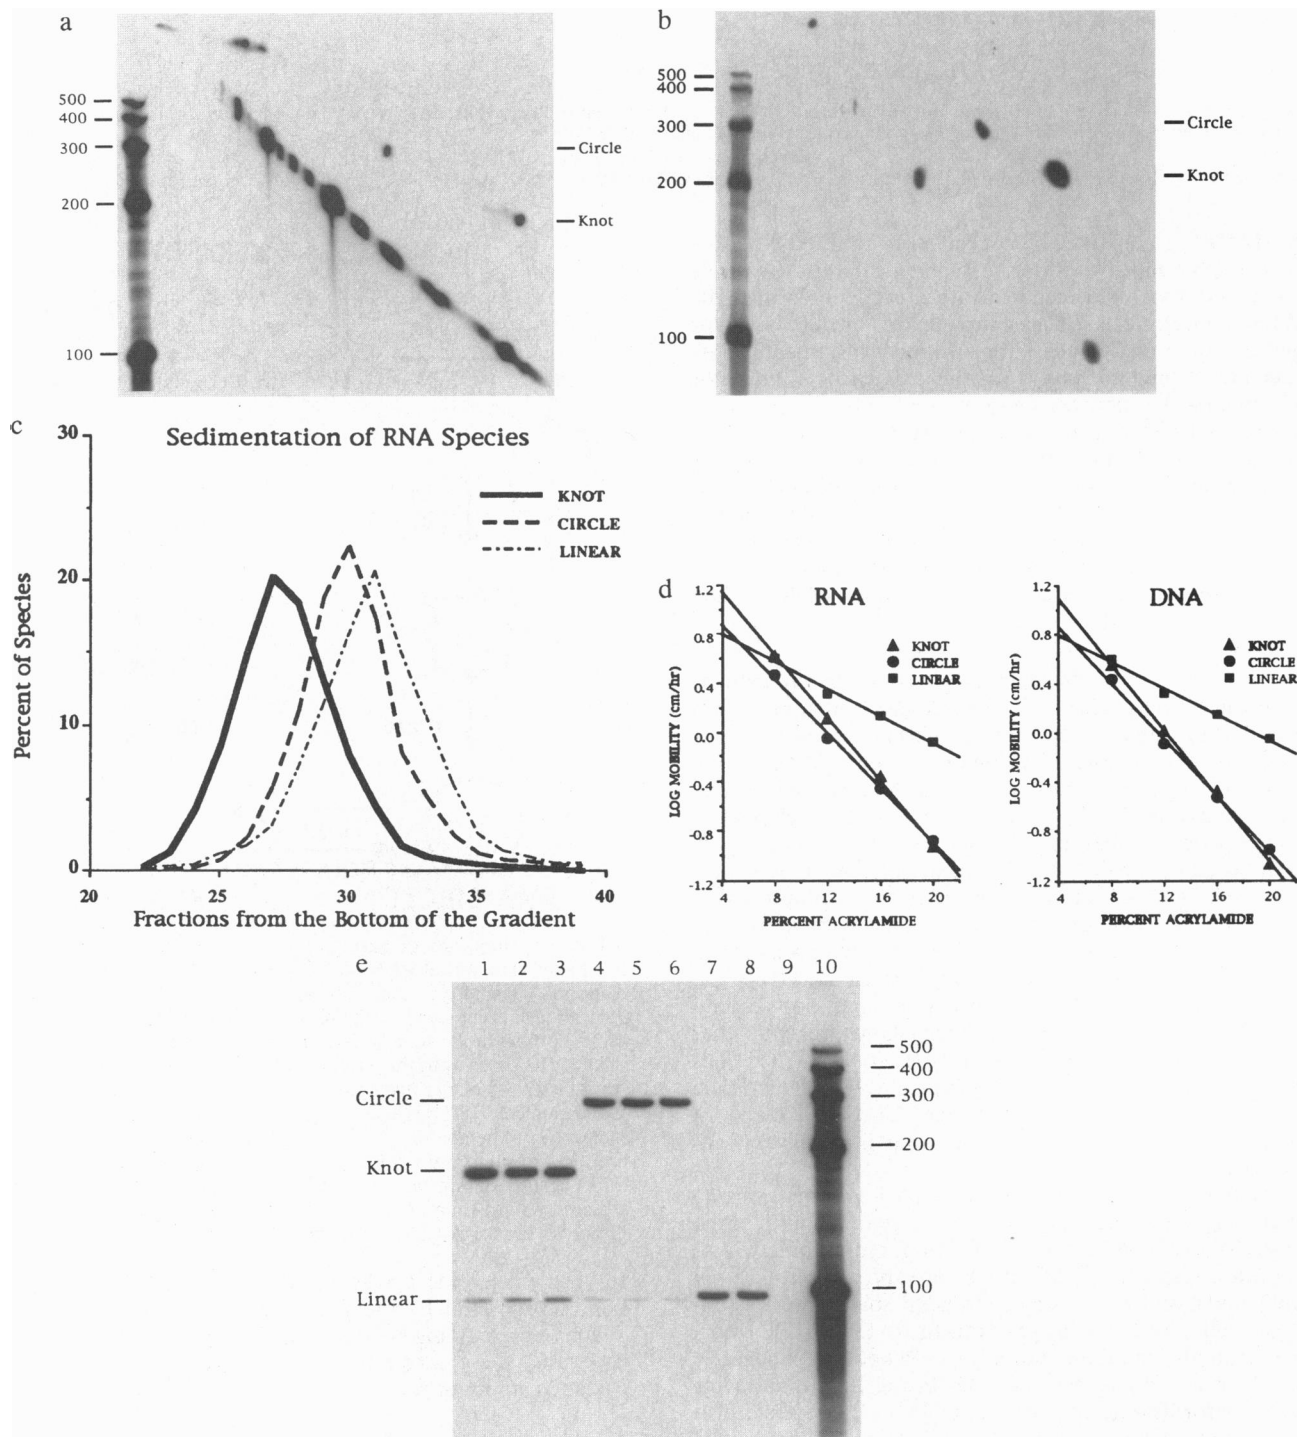 a
500
400
300
200
100
Circle
Knot
b
500
400
300
200
100
Circle
Knot
c
Sedimentation of RNA Species
30
20
10
0
Percent of Species
KNOT
CIRCLE
LINEAR
20 25 30 35 40
Fractions from the Bottom of the Gradient
d
RNA
1.2
0.8
0.4
0.0
-0.4
-0.8
-1.2
LOG MOBILITY (cm/hr)
KNOT
CIRCLE
LINEAR
4 8 12 16 20
PERCENT ACRYLAMIDE
DNA
1.2
0.8
0.4
0.0
-0.4
-0.8
-1.2
LOG MOBILITY (cm/hr)
KNOT
CIRCLE
LINEAR
4 8 12 16 20
PERCENT ACRYLAMIDE
e
1 2 3 4 5 6 7 8 9 10
Circle
Knot
Linear
500
400
300
200
100